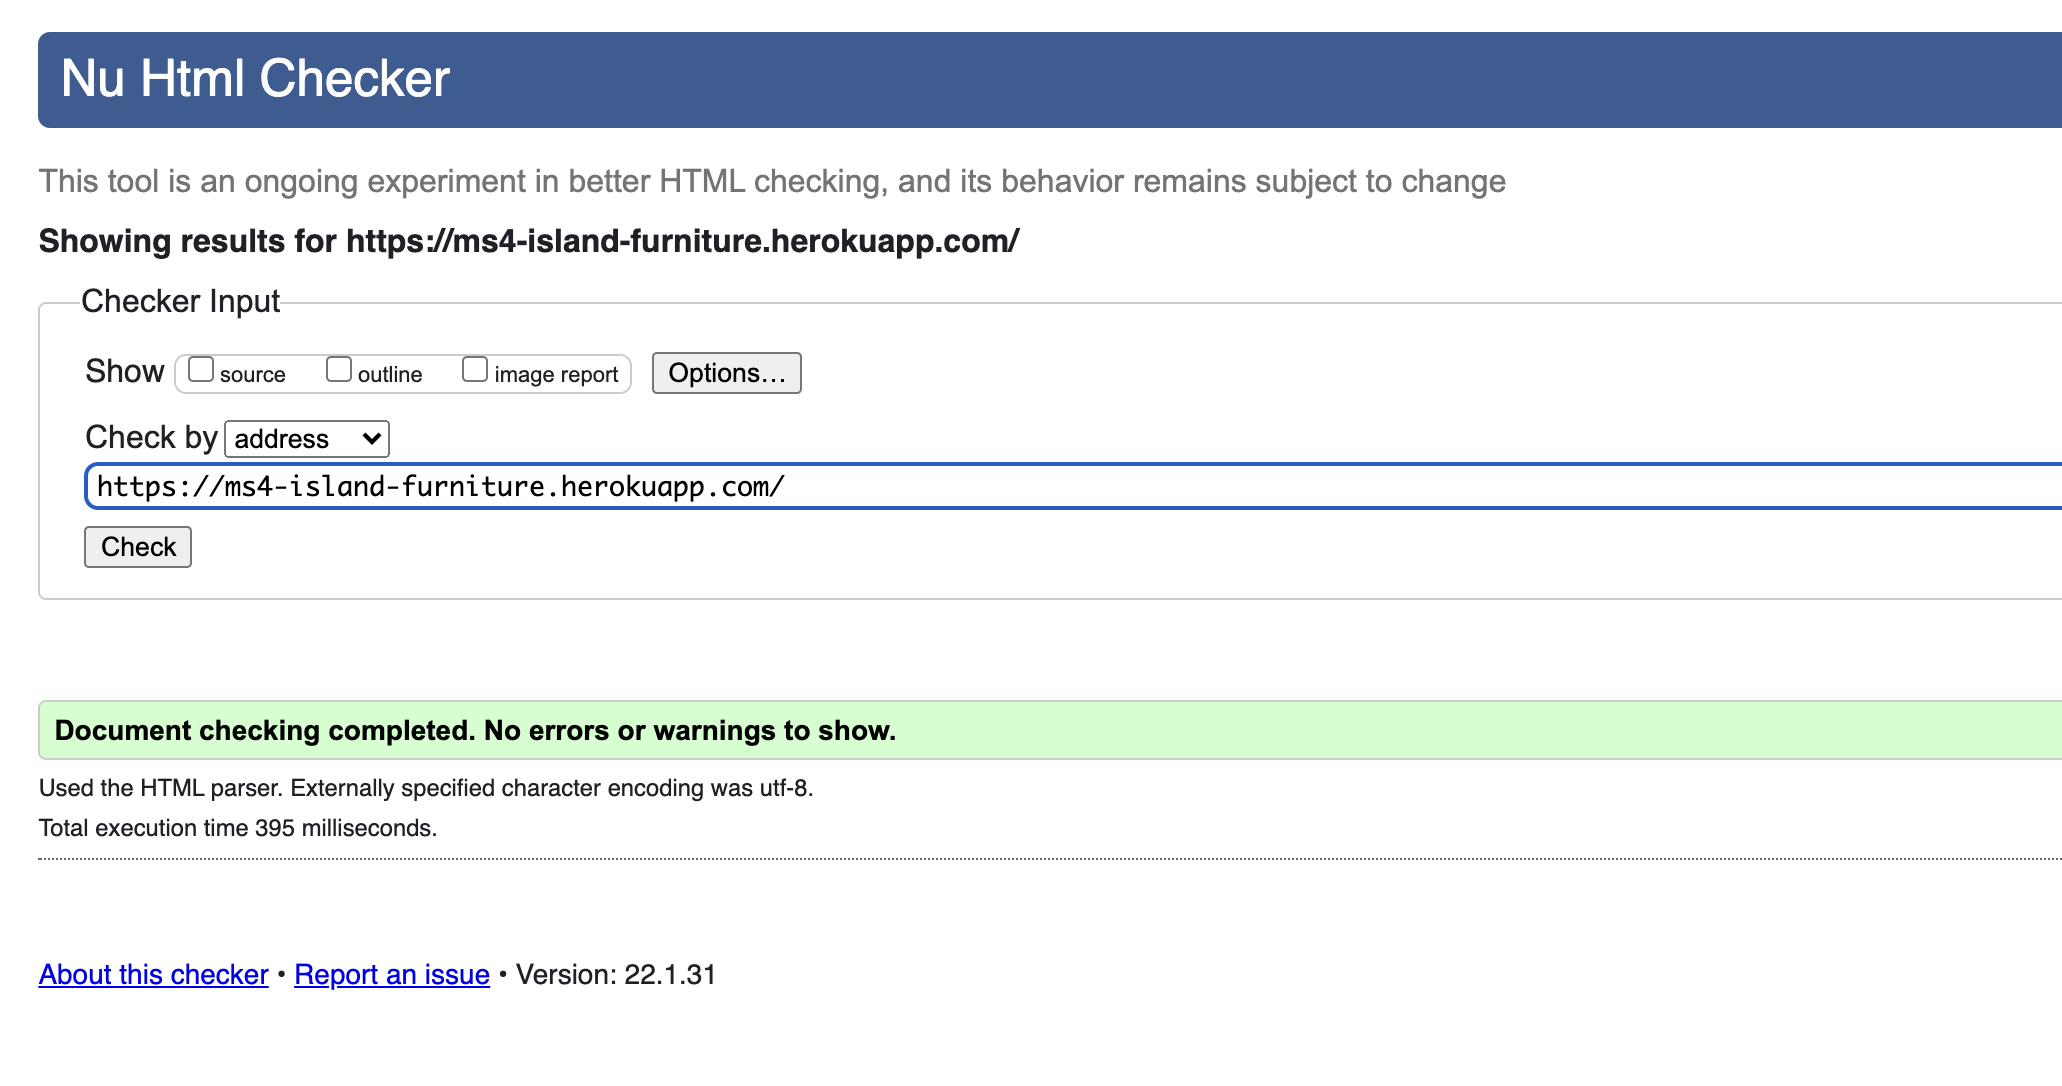 Nu Html Checker
This tool is an ongoing experiment in better HTML checking, and its behavior remains subject to change
Showing results for https://ms4-island-furniture.herokuapp.com/
Checker Input
Show source outline image report Options...
Check by address
https://ms4-island-furniture.herokuapp.com/
Check
Document checking completed. No errors or warnings to show.
Used the HTML parser. Externally specified character encoding was utf-8.
Total execution time 395 milliseconds.
About this checker • Report an issue • Version: 22.1.31